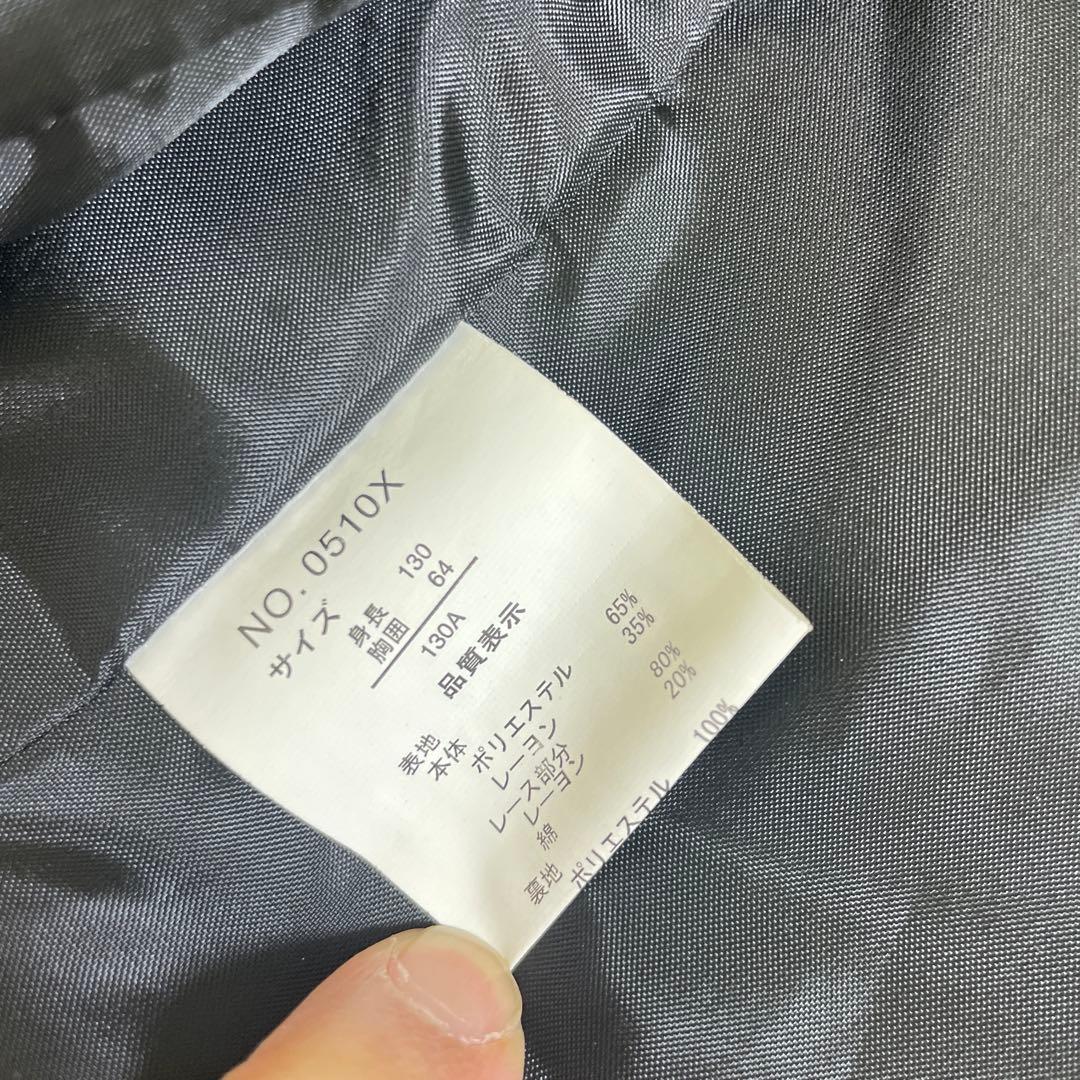 NO. 0510X
サイズ
身長 130
胸囲 64
130A
品質表示
表地
本体 ポリエステル 65%
レーヨン 35%
レース部分
レーヨン 80%
綿 20%
裏地 ポリエステル 100%